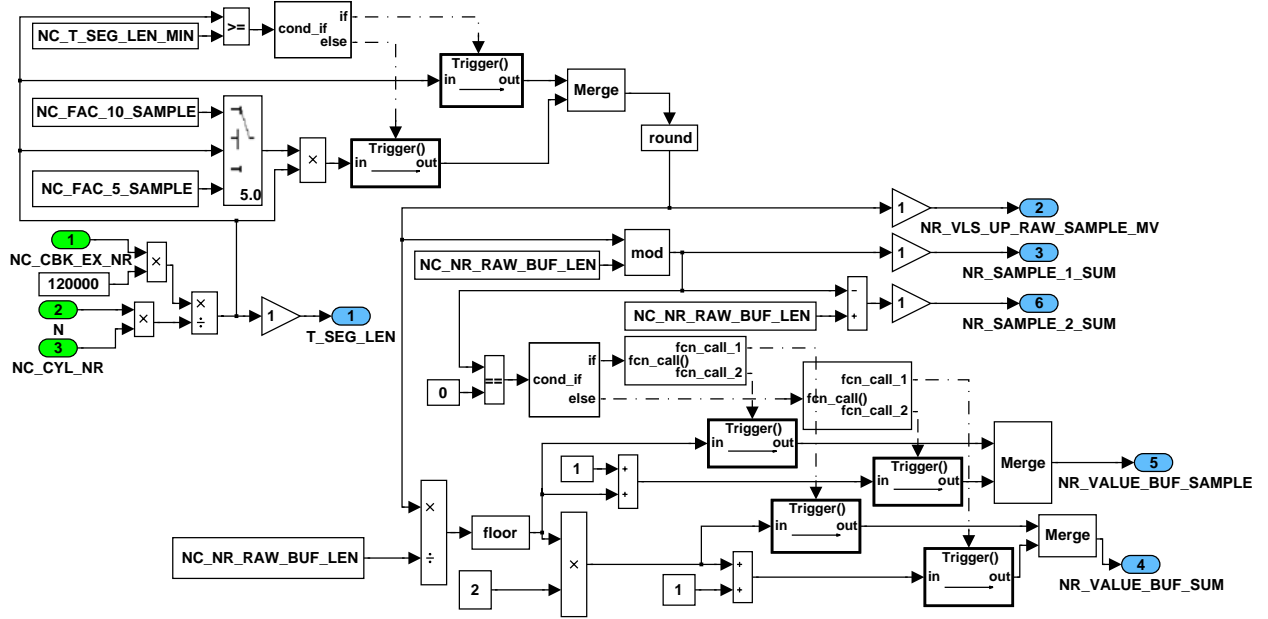 >=
if
cond_if
else
NC_T_SEG_LEN_MIN
Trigger()
in out
Merge
NC_FAC_10_SAMPLE
round
×
Trigger()
in out
NC_FAC_5_SAMPLE
5.0
1
2
NR_VLS_UP_RAW_SAMPLE_MV
1
NC_CBK_EX_NR
×
mod
1
3
NR_SAMPLE_1_SUM
NC_NR_RAW_BUF_LEN
120000
×
÷
−
+
1
6
NR_SAMPLE_2_SUM
2
N
×
1
1
T_SEG_LEN
NC_NR_RAW_BUF_LEN
3
NC_CYL_NR
==
0
if
cond_if
else
fcn_call_1
fcn_call()
fcn_call_2
fcn_call_1
fcn_call()
fcn_call_2
Trigger()
in out
1
+
+
Trigger()
in out
Merge
5
NR_VALUE_BUF_SAMPLE
×
÷
floor
Trigger()
in out
Merge
NC_NR_RAW_BUF_LEN
2
×
1
+
+
Trigger()
in out
4
NR_VALUE_BUF_SUM